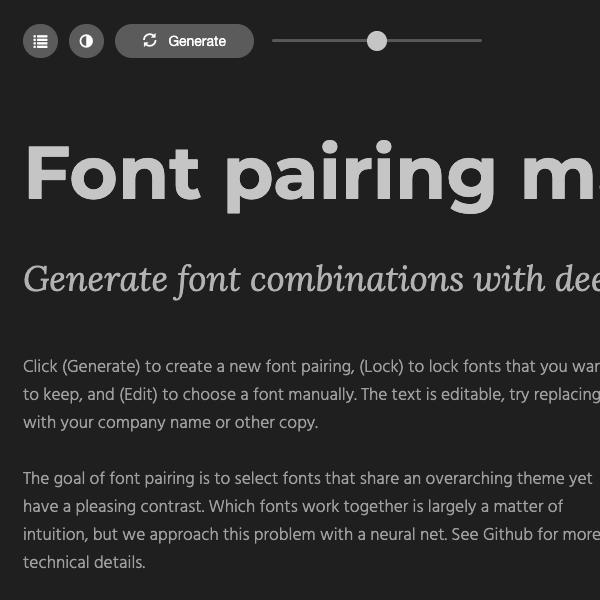 Generate
Font pairing m
Generate font combinations with dee
Click (Generate) to create a new font pairing, (Lock) to lock fonts that you wan
to keep, and (Edit) to choose a font manually. The text is editable, try replacing
with your company name or other copy.
The goal of font pairing is to select fonts that share an overarching theme yet
have a pleasing contrast. Which fonts work together is largely a matter of
intuition, but we approach this problem with a neural net. See Github for more
technical details.